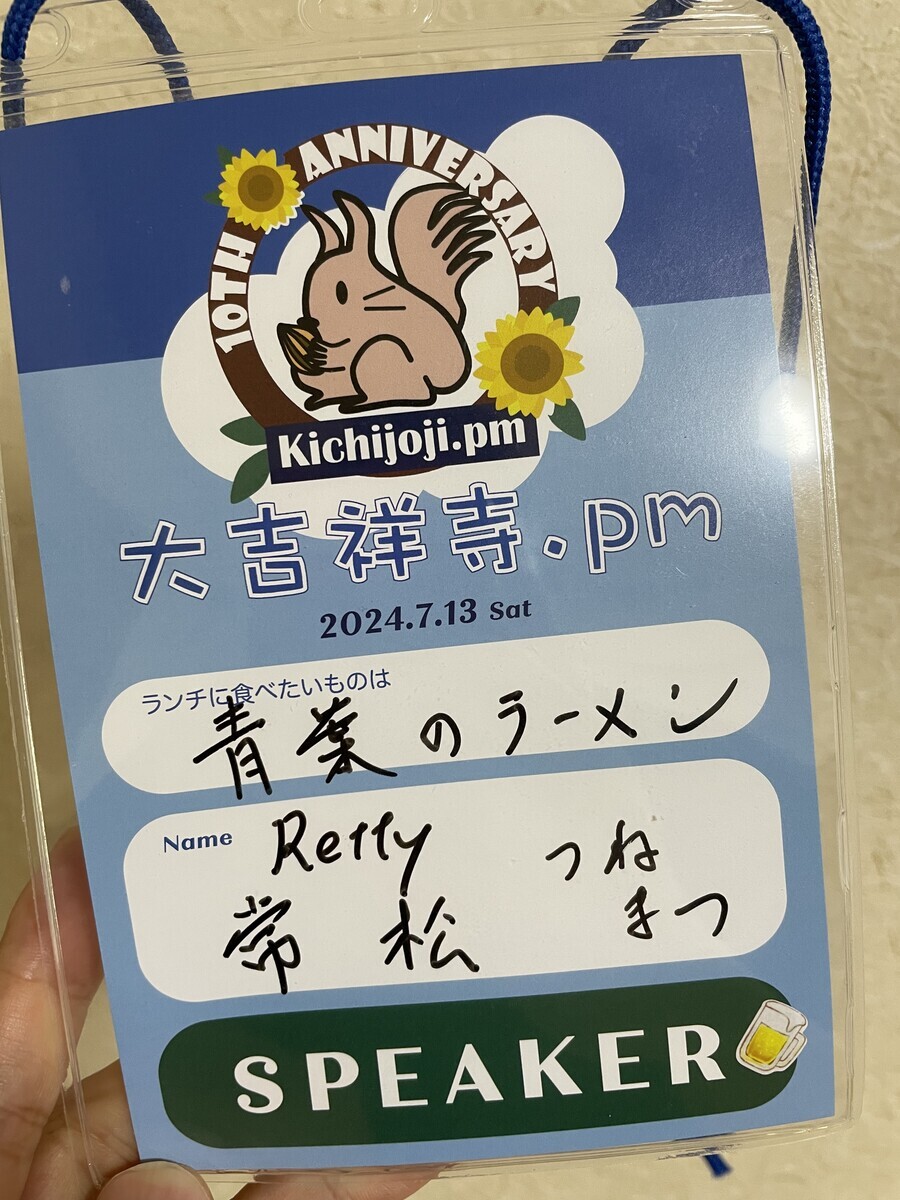 10TH ANNIVERSARY
Kichijoji.pm
大吉祥寺.pm
2024.7.13 Sat
ランチに食べたいものは
青葉のラーメン
Name Retty つね
常松 まつ
SPEAKER